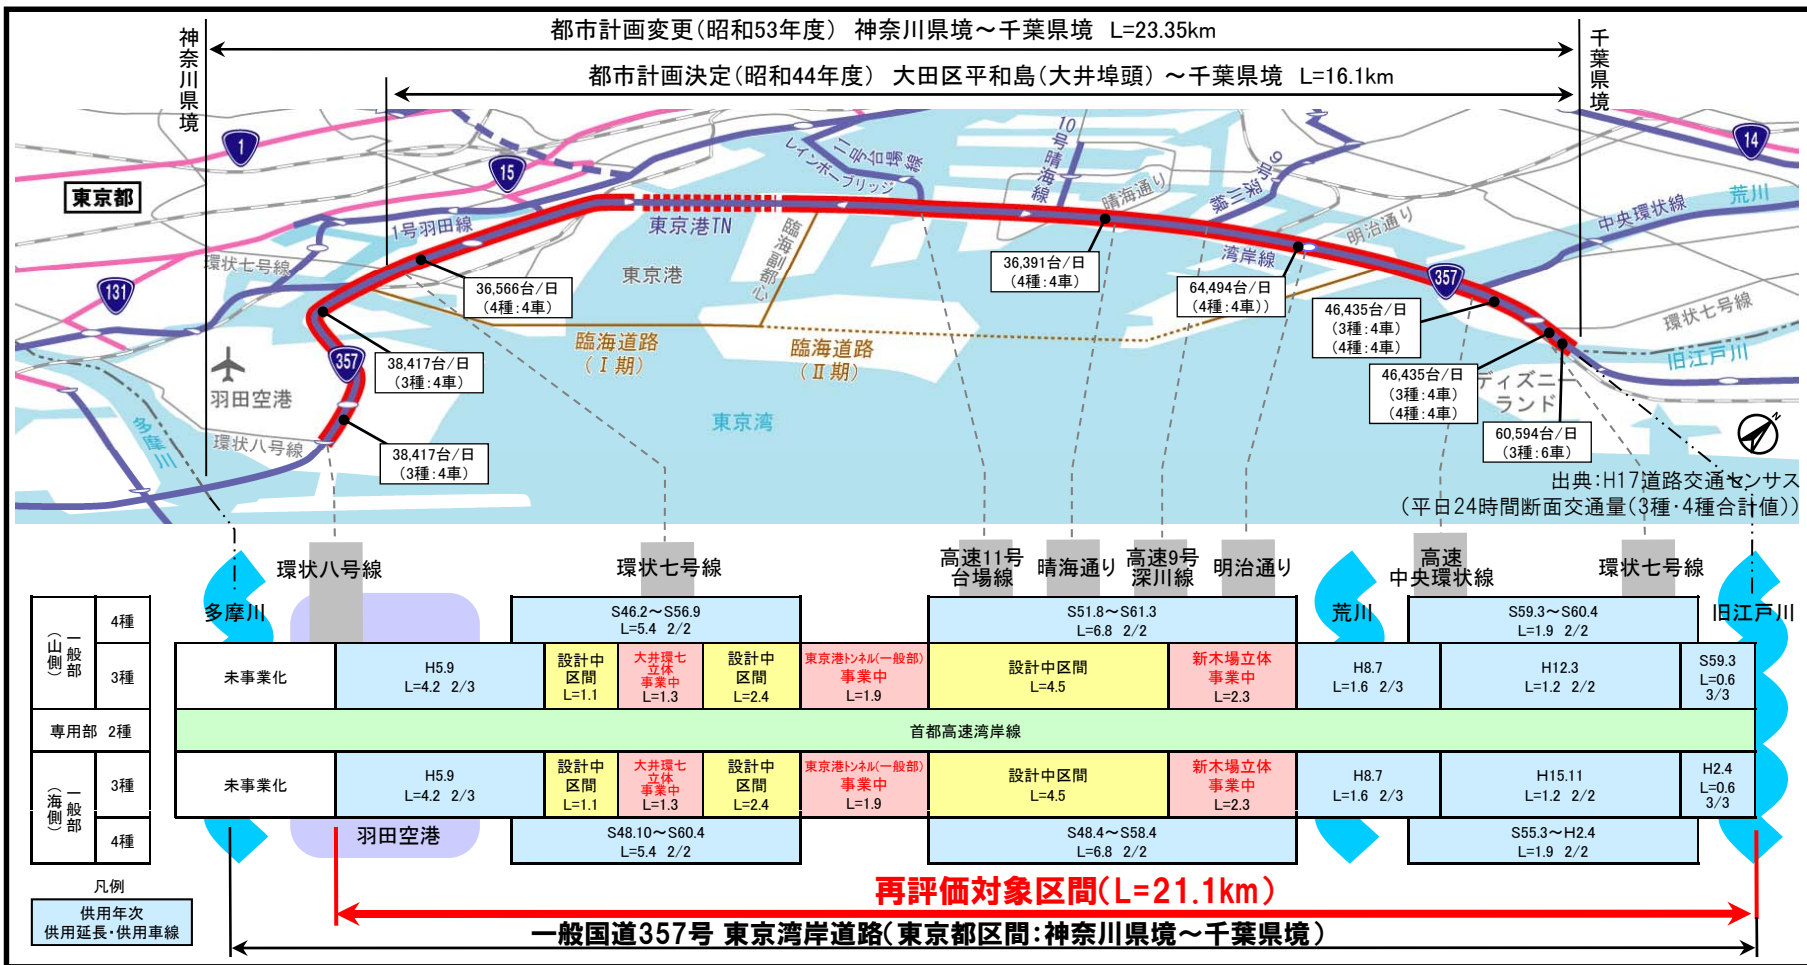 都市計画変更(昭和53年度) 神奈川県境～千葉県境 L=23.35km
都市計画決定(昭和44年度) 大田区平和島(大井埠頭)～千葉県境 L=16.1km
神奈川県境
千葉県境
東京都
1
15
14
131
357
357
11号台場線
レインボーブリッジ
10号晴海線
晴海通り
9号深川線
明治通り
中央環状線
荒川
1号羽田線
環状七号線
東京港TN
東京港
臨海副都心
湾岸線
環状七号線
旧江戸川
36,566台/日
(4種:4車)
36,391台/日
(4種:4車)
64,494台/日
(4種:4車))
46,435台/日
(3種:4車)
(4種:4車)
46,435台/日
(3種:4車)
(4種:4車)
60,594台/日
(3種:6車)
38,417台/日
(3種:4車)
38,417台/日
(3種:4車)
臨海道路
(Ⅰ期)
臨海道路
(Ⅱ期)
ディズニー
ランド
羽田空港
環状八号線
多摩川
東京湾
N
出典:H17道路交通センサス
(平日24時間断面交通量(3種・4種合計値))
環状八号線
環状七号線
高速11号
台場線
晴海通り
高速9号
深川線
明治通り
高速
中央環状線
環状七号線
多摩川
荒川
旧江戸川
一般部
(山側)
4種
S46.2～S56.9
L=5.4 2/2
S51.8～S61.3
L=6.8 2/2
S59.3～S60.4
L=1.9 2/2
3種
未事業化
H5.9
L=4.2 2/3
設計中
区間
L=1.1
大井環七
立体
事業中
L=1.3
設計中
区間
L=2.4
東京港トンネル(一般部)
事業中
L=1.9
設計中区間
L=4.5
新木場立体
事業中
L=2.3
H8.7
L=1.6 2/3
H12.3
L=1.2 2/2
S59.3
L=0.6
3/3
専用部 2種
首都高速湾岸線
一般部
(海側)
3種
未事業化
H5.9
L=4.2 2/3
設計中
区間
L=1.1
大井環七
立体
事業中
L=1.3
設計中
区間
L=2.4
東京港トンネル(一般部)
事業中
L=1.9
設計中区間
L=4.5
新木場立体
事業中
L=2.3
H8.7
L=1.6 2/3
H15.11
L=1.2 2/2
H2.4
L=0.6
3/3
4種
羽田空港
S48.10～S60.4
L=5.4 2/2
S48.4～S58.4
L=6.8 2/2
S55.3～H2.4
L=1.9 2/2
凡例
供用年次
供用延長・供用車線
再評価対象区間(L=21.1km)
一般国道357号 東京湾岸道路(東京都区間:神奈川県境～千葉県境)